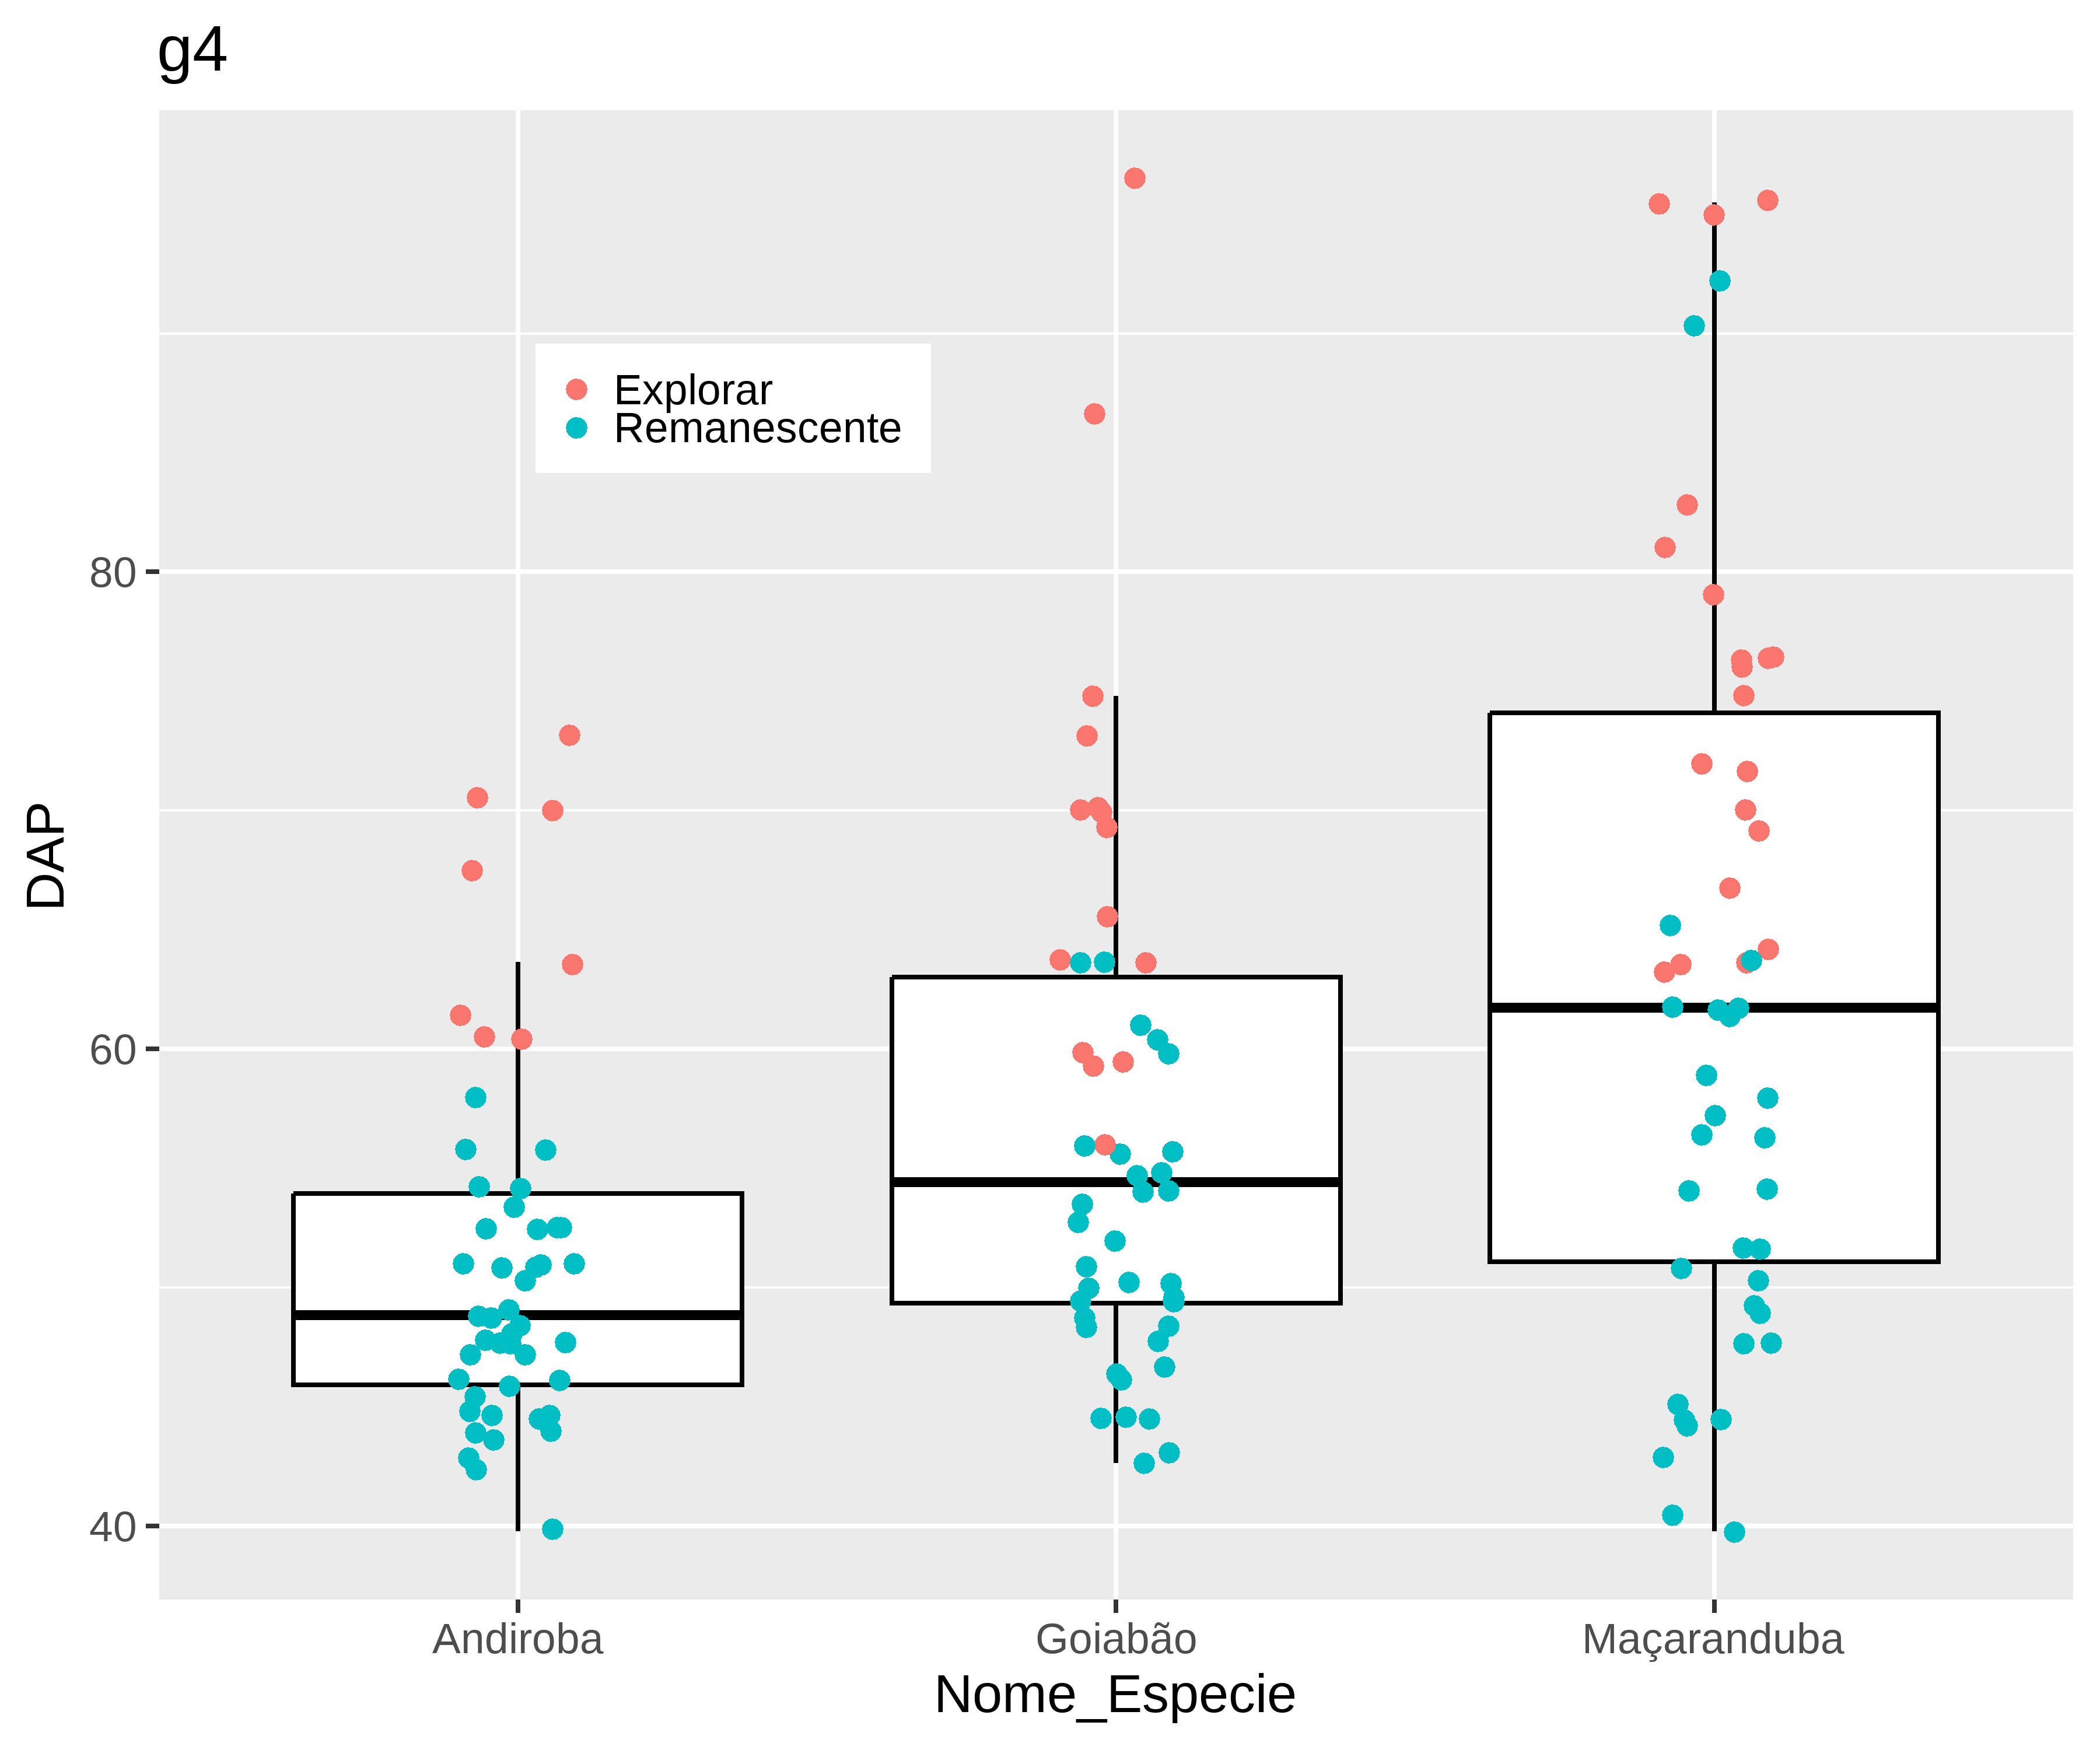 g4
Explorar
Remanescente
80
60
40
DAP
Andiroba
Goiabão
Maçaranduba
Nome_Especie